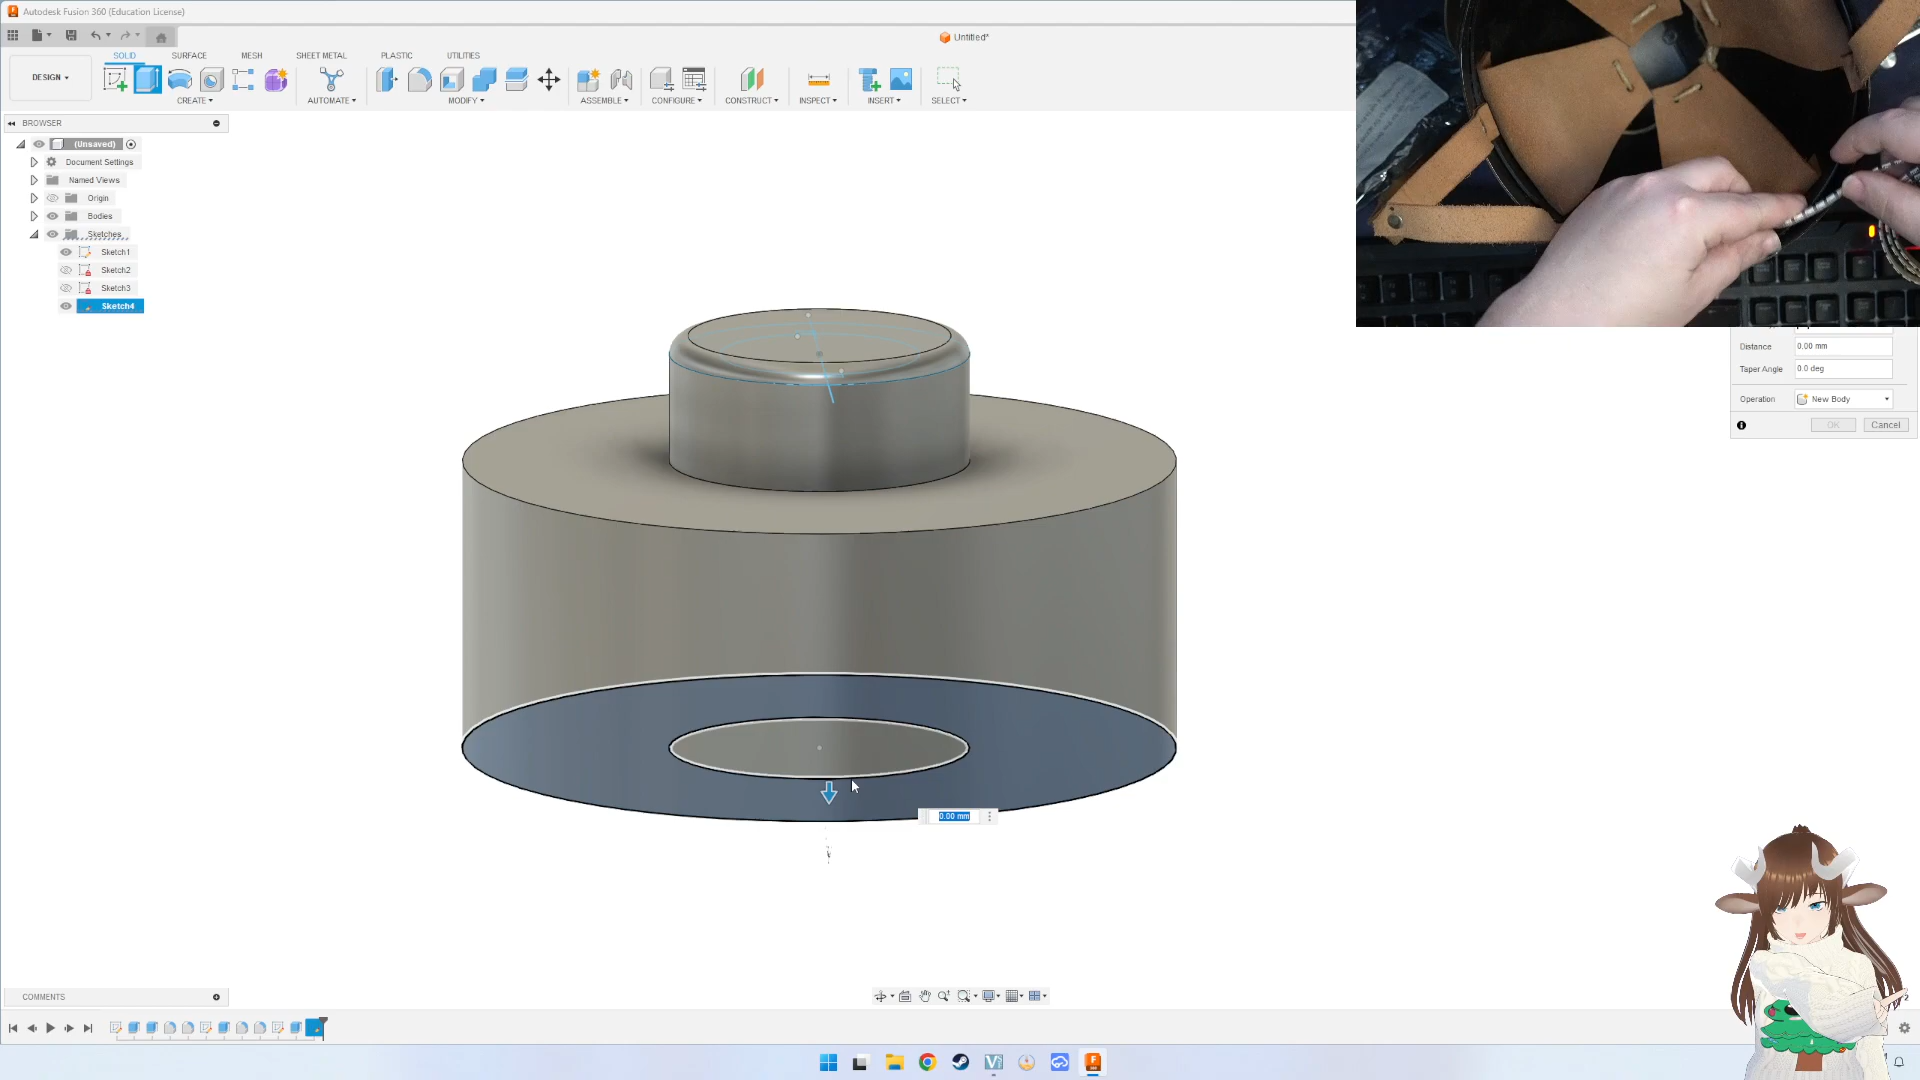 Autodesk Fusion 360 (Education License)
Untitled*
DESIGN
SOLID SURFACE MESH SHEET METAL PLASTIC UTILITIES
CREATE AUTOMATE MODIFY ASSEMBLE CONFIGURE CONSTRUCT INSPECT INSERT SELECT
BROWSER
(Unsaved)
Document Settings
Named Views
Origin
Bodies
Sketches
Sketch1
Sketch2
Sketch3
Sketch4
Distance 0.00 mm
Taper Angle 0.0 deg
Operation New Body
OK Cancel
0.00 mm
COMMENTS